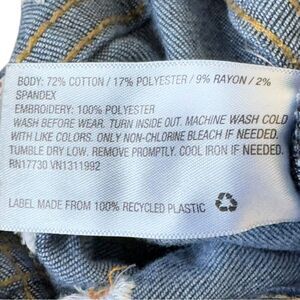 BODY: 72% COTTON / 17% POLYESTER / 9% RAYON / 2%
SPANDEX
EMBROIDERY: 100% POLYESTER
WASH BEFORE WEAR. TURN INSIDE OUT. MACHINE WASH COLD
WITH LIKE COLORS. ONLY NON-CHLORINE BLEACH IF NEEDED.
TUMBLE DRY LOW. REMOVE PROMPTLY. COOL IRON IF NEEDED.
RN17730 VN1311992
LABEL MADE FROM 100% RECYCLED PLASTIC